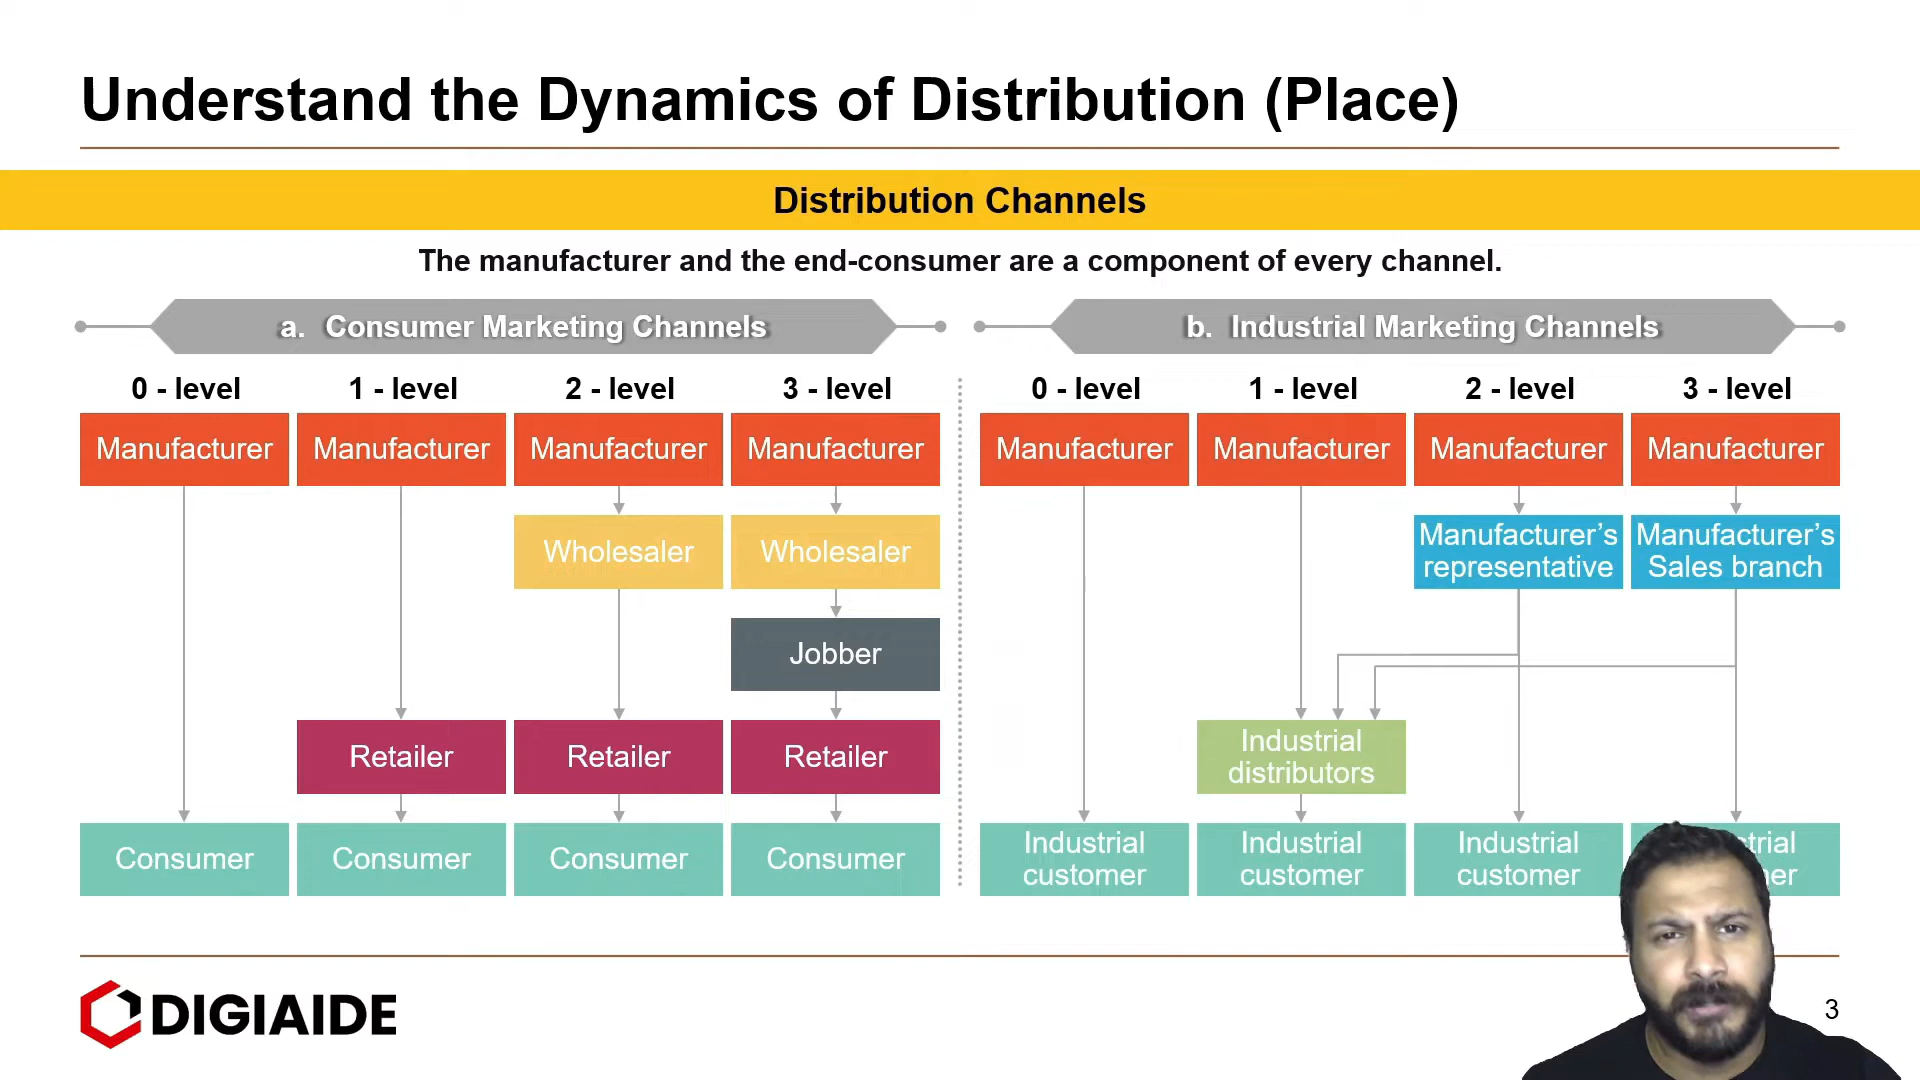 Understand the Dynamics of Distribution (Place)
Distribution Channels
The manufacturer and the end-consumer are a component of every channel.
a. Consumer Marketing Channels
0 - level
1 - level
2 - level
3 - level
Manufacturer
Manufacturer
Manufacturer
Manufacturer
Wholesaler
Wholesaler
Jobber
Retailer
Retailer
Retailer
Consumer
Consumer
Consumer
Consumer
b. Industrial Marketing Channels
0 - level
1 - level
2 - level
3 - level
Manufacturer
Manufacturer
Manufacturer
Manufacturer
Manufacturer’s
representative
Manufacturer’s
Sales branch
Industrial
distributors
Industrial
customer
Industrial
customer
Industrial
customer
DIGIAIDE
3